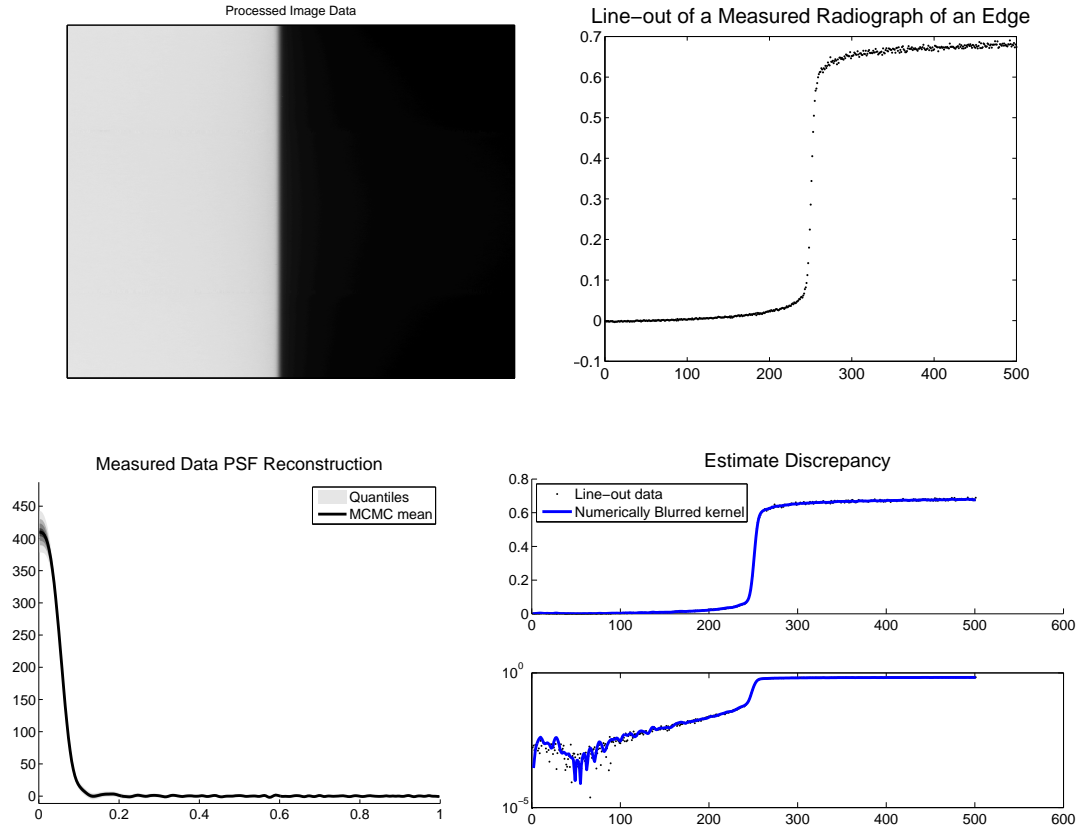 Processed Image Data
Line−out of a Measured Radiograph of an Edge
0.7
0.6
0.5
0.4
0.3
0.2
0.1
0
−0.1
0 100 200 300 400 500
Measured Data PSF Reconstruction
Quantiles
MCMC mean
450
400
350
300
250
200
150
100
50
0
0 0.2 0.4 0.6 0.8 1
Estimate Discrepancy
Line−out data
Numerically Blurred kernel
0.8
0.6
0.4
0.2
0
0 100 200 300 400 500 600
10^0
10^−5
0 100 200 300 400 500 600